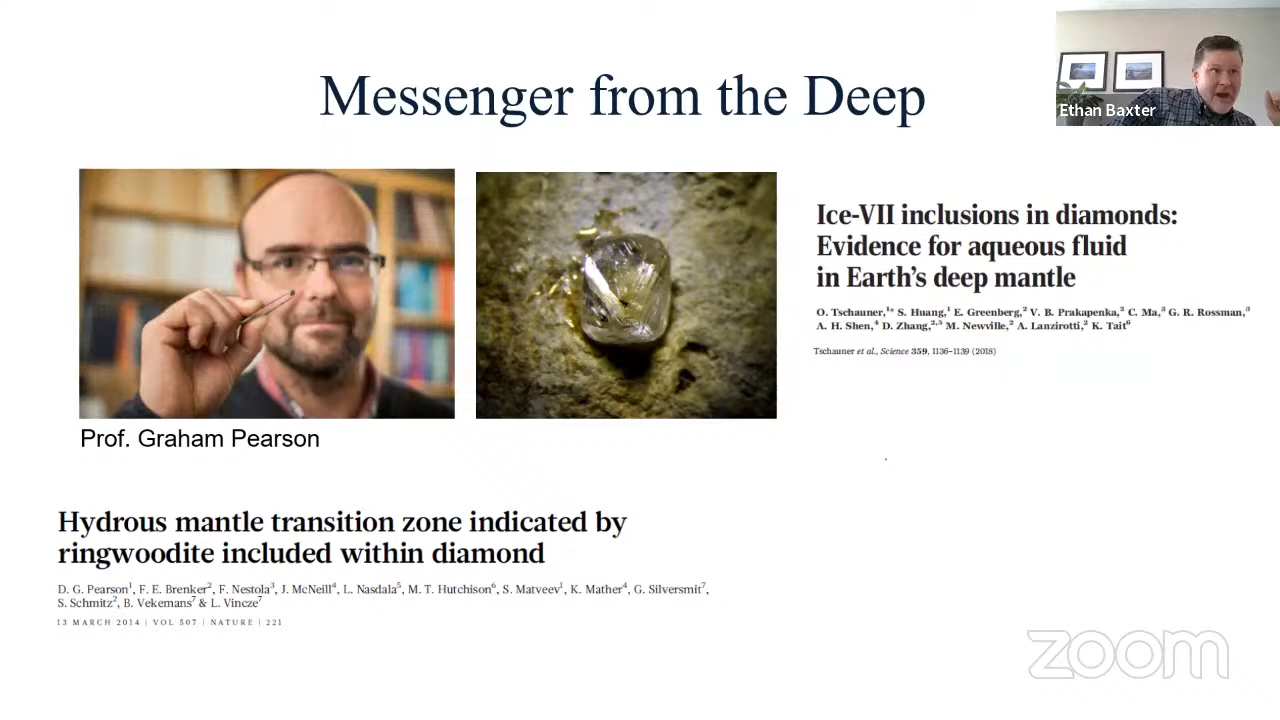 Messenger from the Deep
Ethan Baxter
Prof. Graham Pearson
Ice-VII inclusions in diamonds:
Evidence for aqueous fluid
in Earth's deep mantle
O. Tschauner,¹* S. Huang,¹ E. Greenberg,² V. B. Prakapenka,² C. Ma,³ G. R. Rossman,³
A. H. Shen,⁴ D. Zhang,²,⁵ M. Newville,² A. Lanzirotti,² K. Tait⁶
Tschauner et al., Science 359, 1136–1139 (2018)
Hydrous mantle transition zone indicated by
ringwoodite included within diamond
D. G. Pearson¹, F. E. Brenker², F. Nestola³, J. McNeill⁴, L. Nasdala⁵, M. T. Hutchison⁶, S. Matveev¹, K. Mather⁴, G. Silversmit⁷,
S. Schmitz², B. Vekemans⁷ & L. Vincze⁷
13 MARCH 2014 | VOL 507 | NATURE | 221
zoom